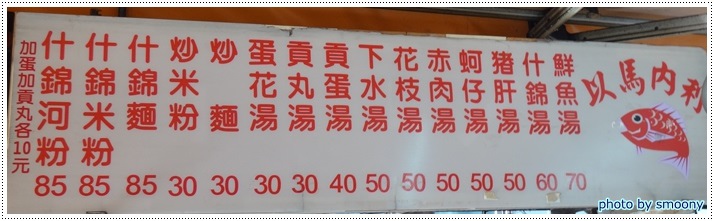 以馬內利
鮮魚湯 70
什錦湯 60
猪肝湯 50
蚵仔湯 50
赤肉湯 50
花枝湯 50
下水湯 50
貢蛋湯 40
貢丸湯 30
蛋花湯 30
炒麵 30
炒米粉 30
什錦麵 85
什錦米粉 85
什錦河粉 85
加蛋加貢丸各10元
photo by smoony